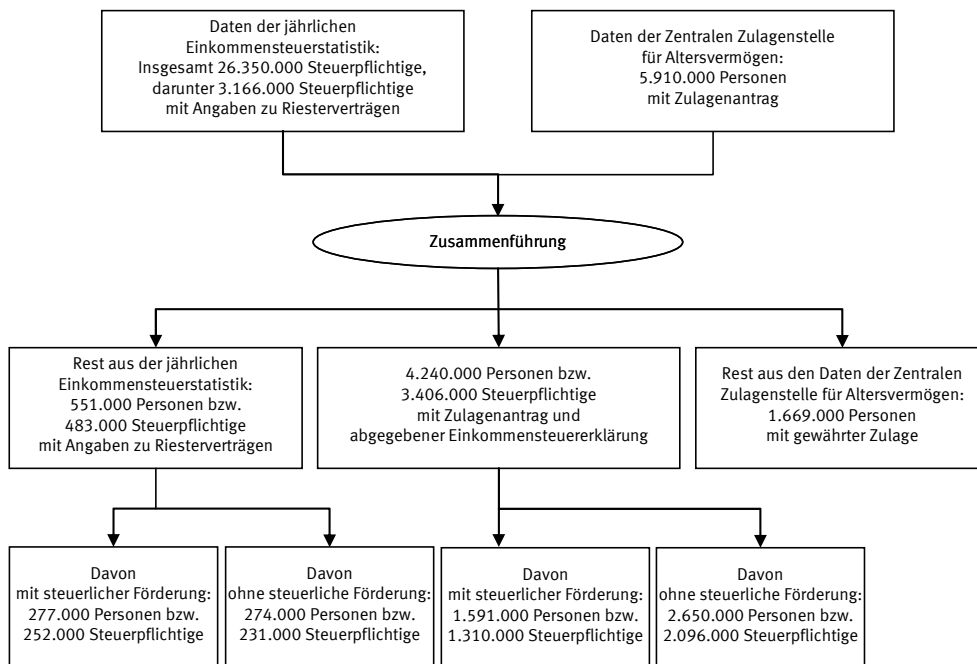 Daten der jährlichen
Einkommensteuerstatistik:
Insgesamt 26.350.000 Steuerpflichtige,
darunter 3.166.000 Steuerpflichtige
mit Angaben zu Riesterverträgen
Daten der Zentralen Zulagenstelle
für Altersvermögen:
5.910.000 Personen
mit Zulagenantrag
Zusammenführung
Rest aus der jährlichen
Einkommensteuerstatistik:
551.000 Personen bzw.
483.000 Steuerpflichtige
mit Angaben zu Riesterverträgen
4.240.000 Personen bzw.
3.406.000 Steuerpflichtige
mit Zulagenantrag und
abgegebener Einkommensteuererklärung
Rest aus den Daten der Zentralen
Zulagenstelle für Altersvermögen:
1.669.000 Personen
mit gewährter Zulage
Davon
mit steuerlicher Förderung:
277.000 Personen bzw.
252.000 Steuerpflichtige
Davon
ohne steuerliche Förderung:
274.000 Personen bzw.
231.000 Steuerpflichtige
Davon
mit steuerlicher Förderung:
1.591.000 Personen bzw.
1.310.000 Steuerpflichtige
Davon
ohne steuerliche Förderung:
2.650.000 Personen bzw.
2.096.000 Steuerpflichtige